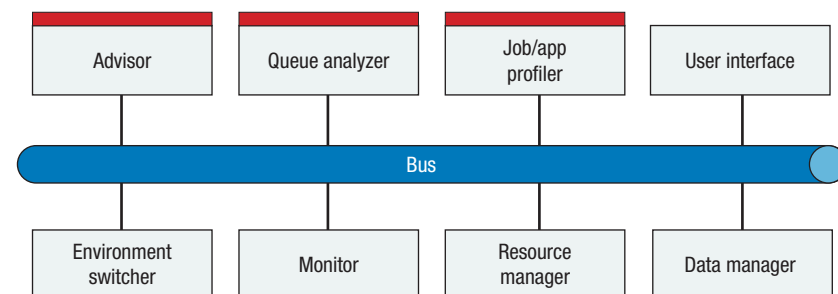 Advisor
Queue analyzer
Job/app
profiler
User interface
Bus
Environment
switcher
Monitor
Resource
manager
Data manager